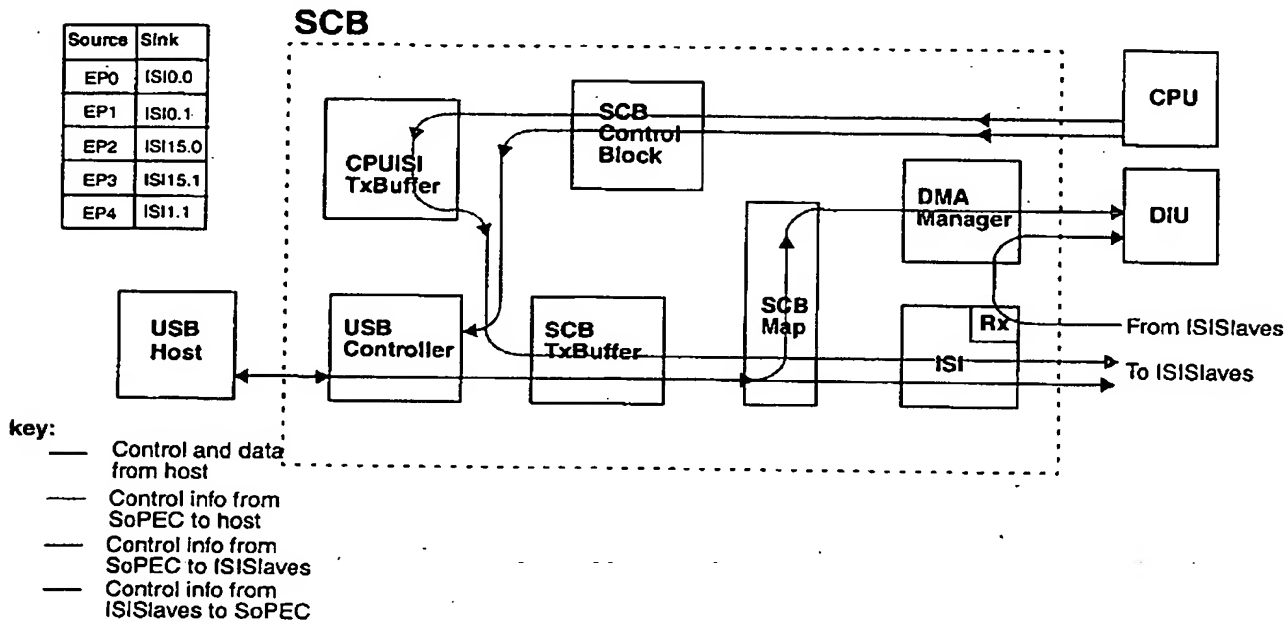 SCB
Source Sink
EP0 ISI0.0
EP1 ISI0.1
EP2 ISI15.0
EP3 ISI15.1
EP4 ISI1.1
CPUISI
TxBuffer
SCB
Control
Block
CPU
DMA
Manager
DIU
USB
Host
USB
Controller
SCB
TxBuffer
SCB
Map
Rx
ISI
From ISISlaves
To ISISlaves
key:
Control and data
from host
Control info from
SoPEC to host
Control info from
SoPEC to ISISlaves
Control info from
ISISlaves to SoPEC